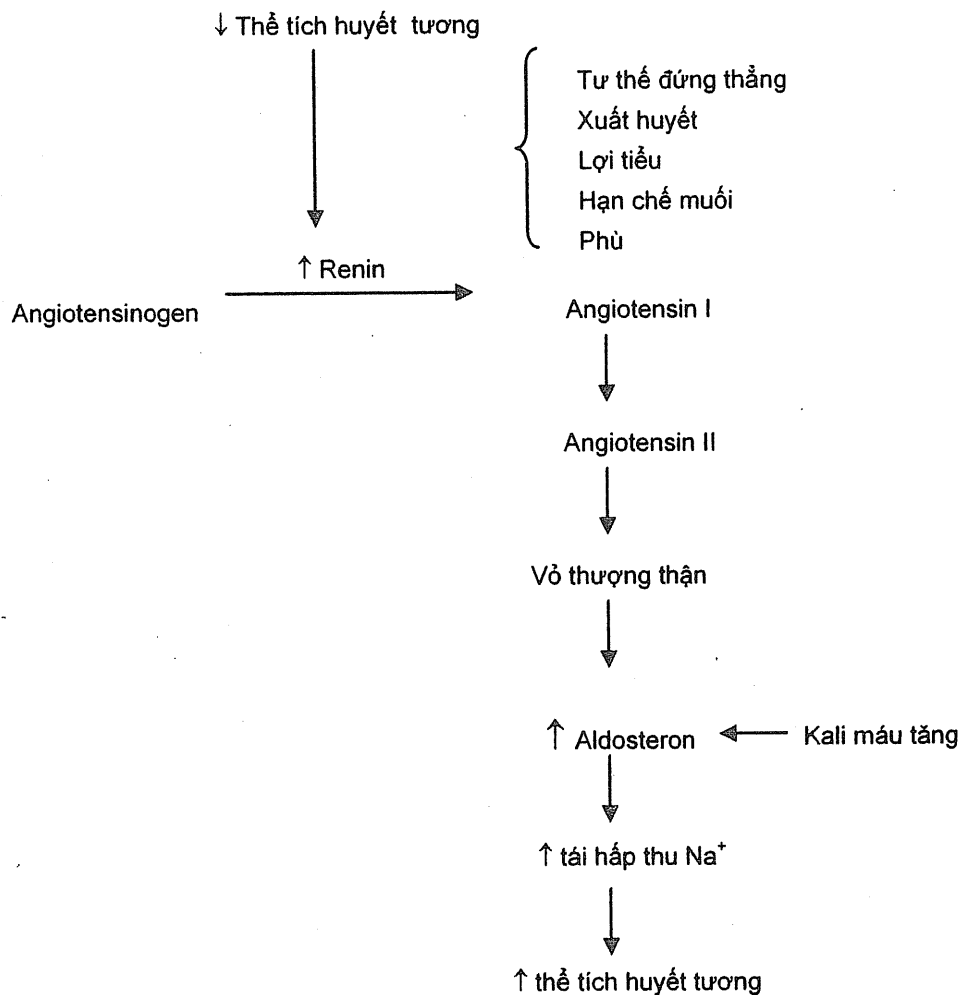 ↓ Thể tích huyết tương
Tư thế đứng thẳng
Xuất huyết
Lợi tiểu
Hạn chế muối
Phù
↑ Renin
Angiotensinogen
Angiotensin I
Angiotensin II
Vỏ thượng thận
↑ Aldosteron
Kali máu tăng
↑ tái hấp thu Na⁺
↑ thể tích huyết tương